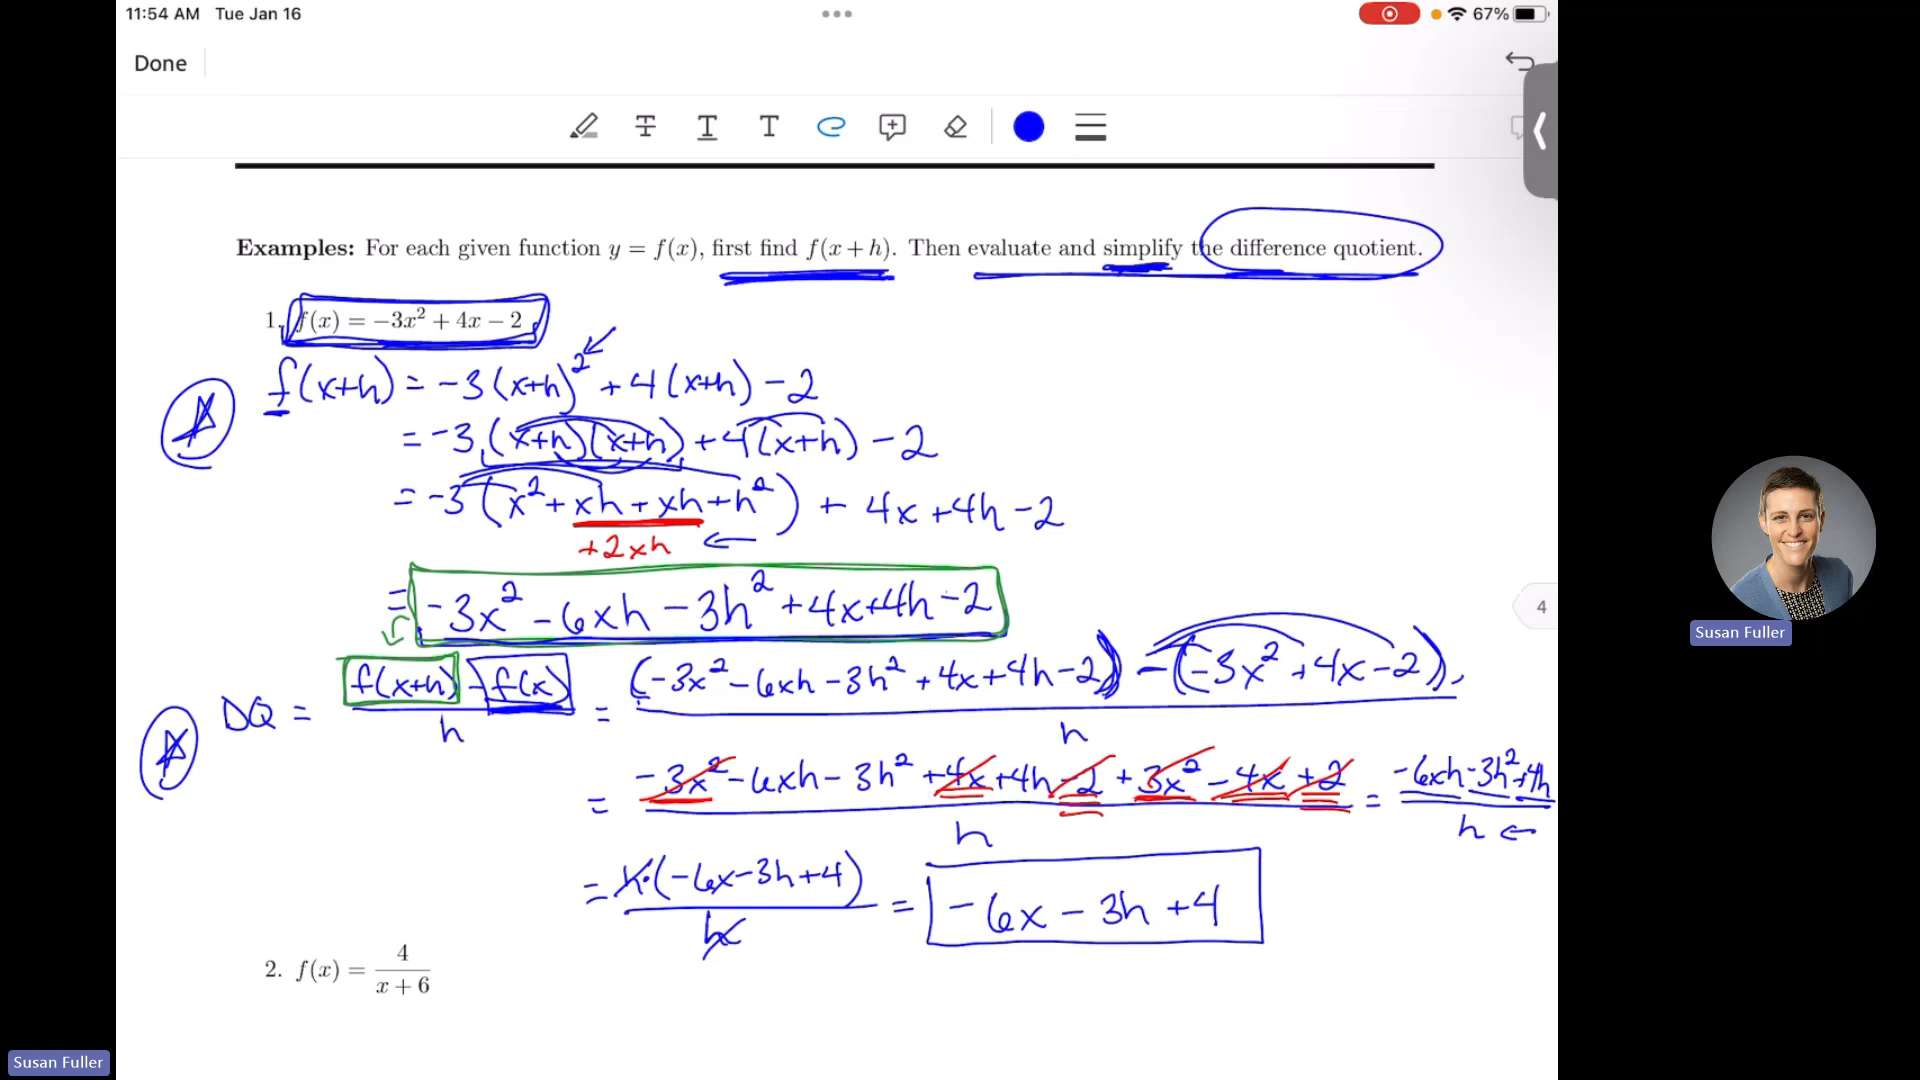 11:54 AM Tue Jan 16
67%
Done
Examples: For each given function y = f(x), first find f(x + h). Then evaluate and simplify the difference quotient.
1. f(x) = −3x² + 4x − 2
f(x+h) = -3(x+h)² + 4(x+h) - 2
= -3(x+h)(x+h) + 4(x+h) - 2
= -3(x² + xh + xh + h²) + 4x + 4h - 2
+2xh
= -3x² - 6xh - 3h² + 4x + 4h - 2
4
DQ = f(x+h) - f(x) / h = (-3x² - 6xh - 3h² + 4x + 4h - 2) - (-3x² + 4x - 2) / h
= -3x² - 6xh - 3h² + 4x + 4h - 2 + 3x² - 4x + 2 / h = -6xh - 3h² + 4h / h
= h·(-6x - 3h + 4) / h = -6x - 3h + 4
2. f(x) = 4 / x + 6
Susan Fuller
Susan Fuller